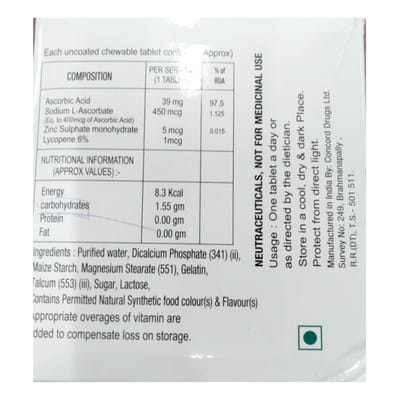 Each uncoated chewable tablet Approx)
COMPOSITION
PER
(1
% of
RDA
Ascorbic Acid 39 mg 97.5
Sodium L-Ascorbate 450 mcg 1.125
(Eq. to 400mcg of Ascorbic Acid)
Zinc Sulphate monohydrate 5 mcg 0.015
Lycopene 6% 1mcg
NUTRITIONAL INFORMATION
(APPROX VALUES) :-
Energy 8.3 Kcal
carbohydrates 1.55 gm
Protein 0.00 gm
Fat 0.00 gm
Ingredients : Purified water, Dicalcium Phosphate (341) (ii),
Maize Starch, Magnesium Stearate (551), Gelatin,
Talcum (553) (iii), Sugar, Lactose,
Contains Permitted Natural Synthetic food colour(s) & Flavour(s)
Appropriate overages of vitamin are
added to compensate loss on storage.
NEUTRACEUTICALS, NOT FOR MEDICINAL USE
Usage : One tablet a day or
as directed by the dietician.
Store in a cool, dry & dark Place.
Protect from direct light.
Manufactured in India By: Concord Drugs Ltd.
Survey No: 249, Brahmanapally ,
R.R.(DT), T.S.- 501 511.